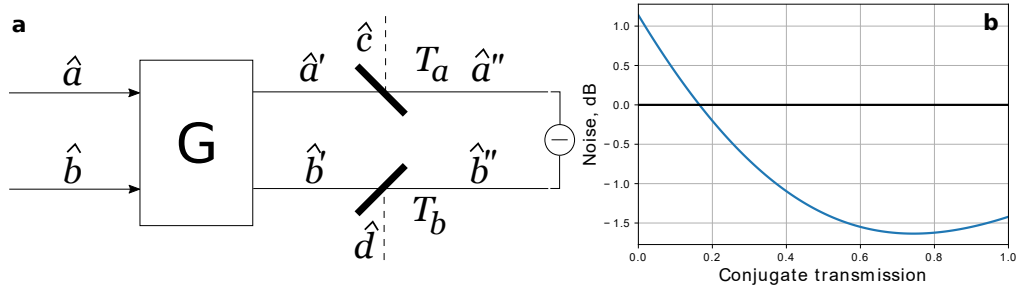 a
â
b̂
G
â′
b̂′
ĉ
d̂
T_a
T_b
â″
b̂″
−
b
Noise, dB
1.0
0.5
0.0
−0.5
−1.0
−1.5
0.0 0.2 0.4 0.6 0.8 1.0
Conjugate transmission